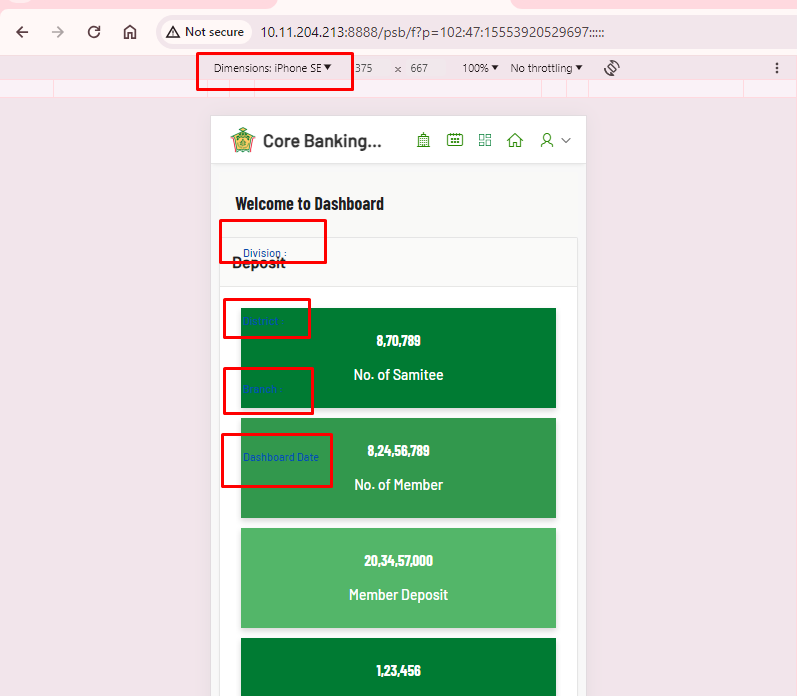 Not secure
10.11.204.213:8888/psb/f?p=102:47:15553920529697:::::
Dimensions: iPhone SE
375 × 667
100%
No throttling
Core Banking...
Welcome to Dashboard
Division :
Deposit
8,70,789
No. of Samitee
8,24,56,789
Dashboard Date
No. of Member
20,34,57,000
Member Deposit
1,23,456